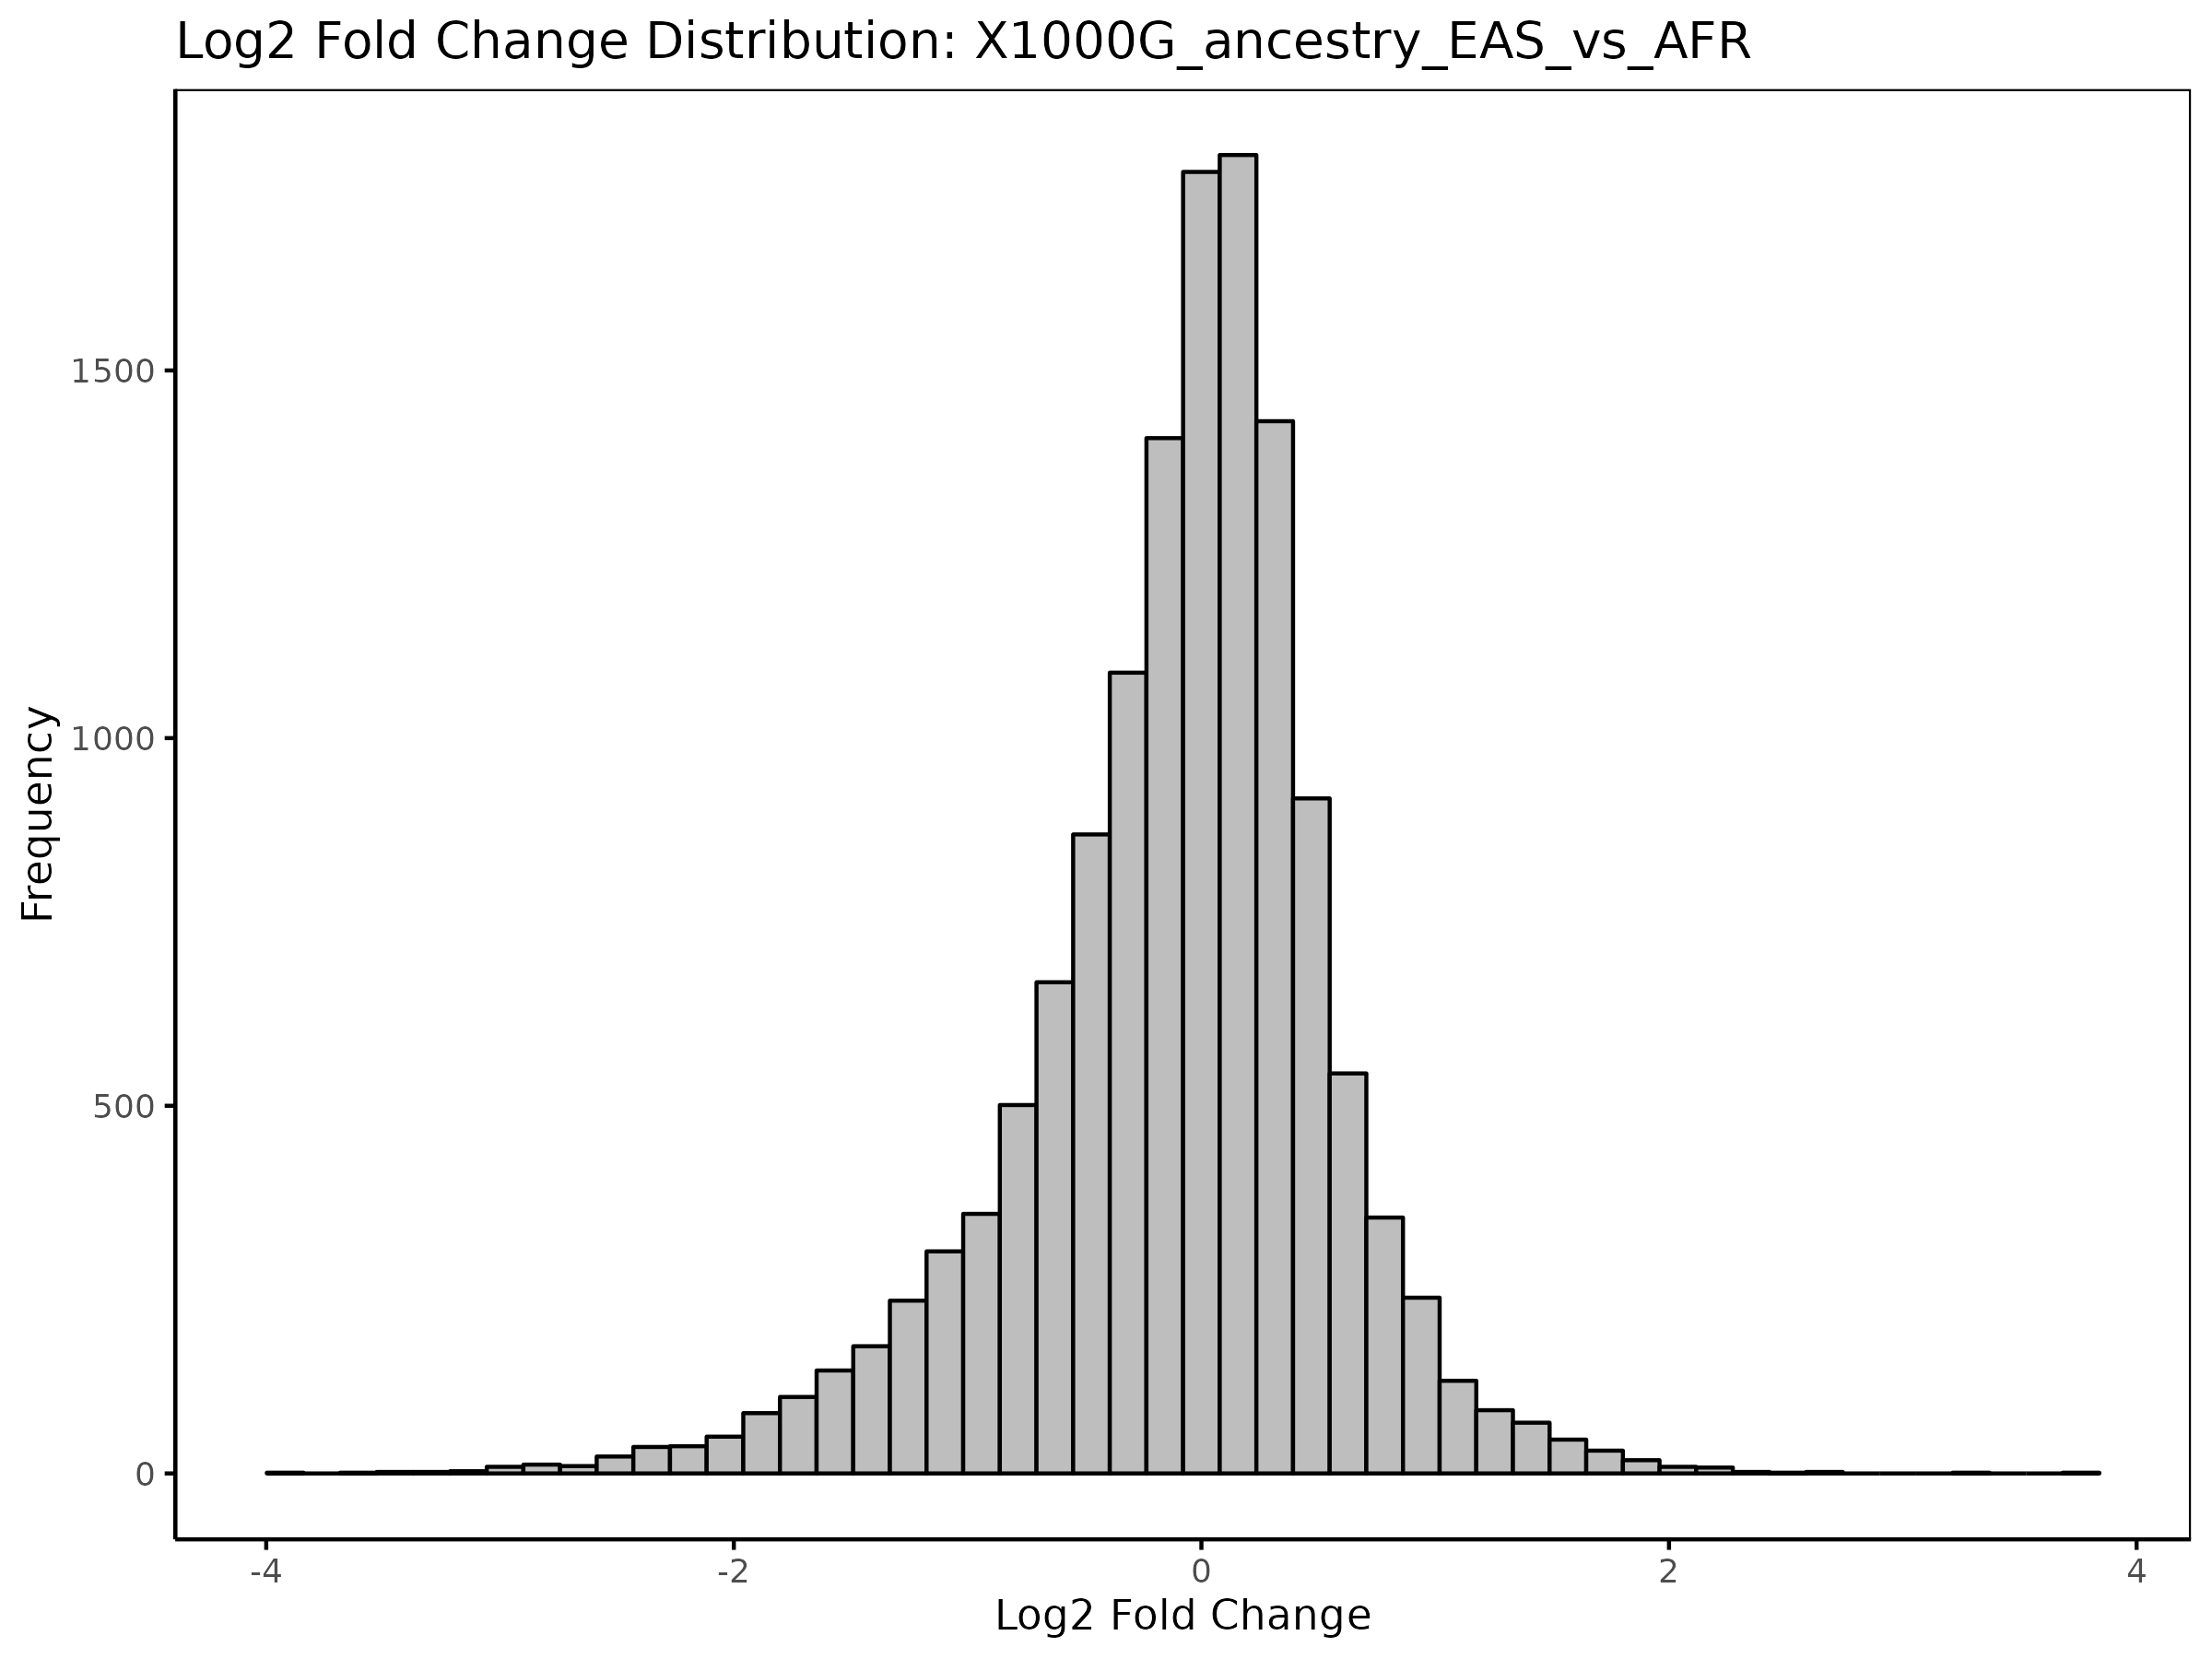 Log2 Fold Change Distribution: X1000G_ancestry_EAS_vs_AFR
Frequency
1500
1000
500
0
-4 -2 0 2 4
Log2 Fold Change